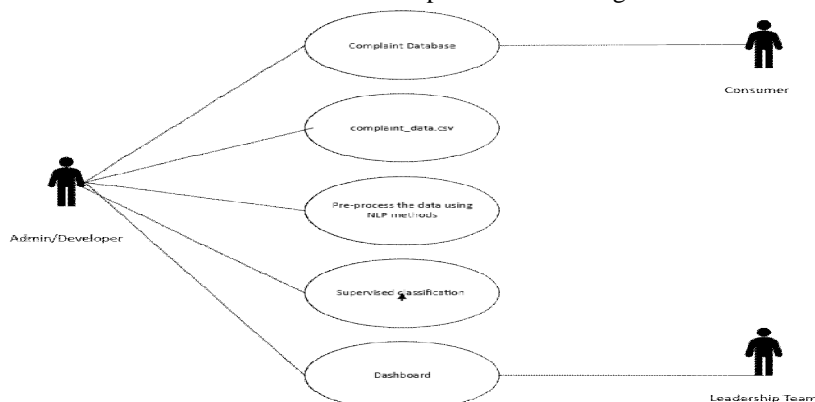 Complaint Database
Consumer
complaint_data.csv
Pre-process the data using
NLP methods
Admin/Developer
Supervised classification
Dashboard
Leadership Team